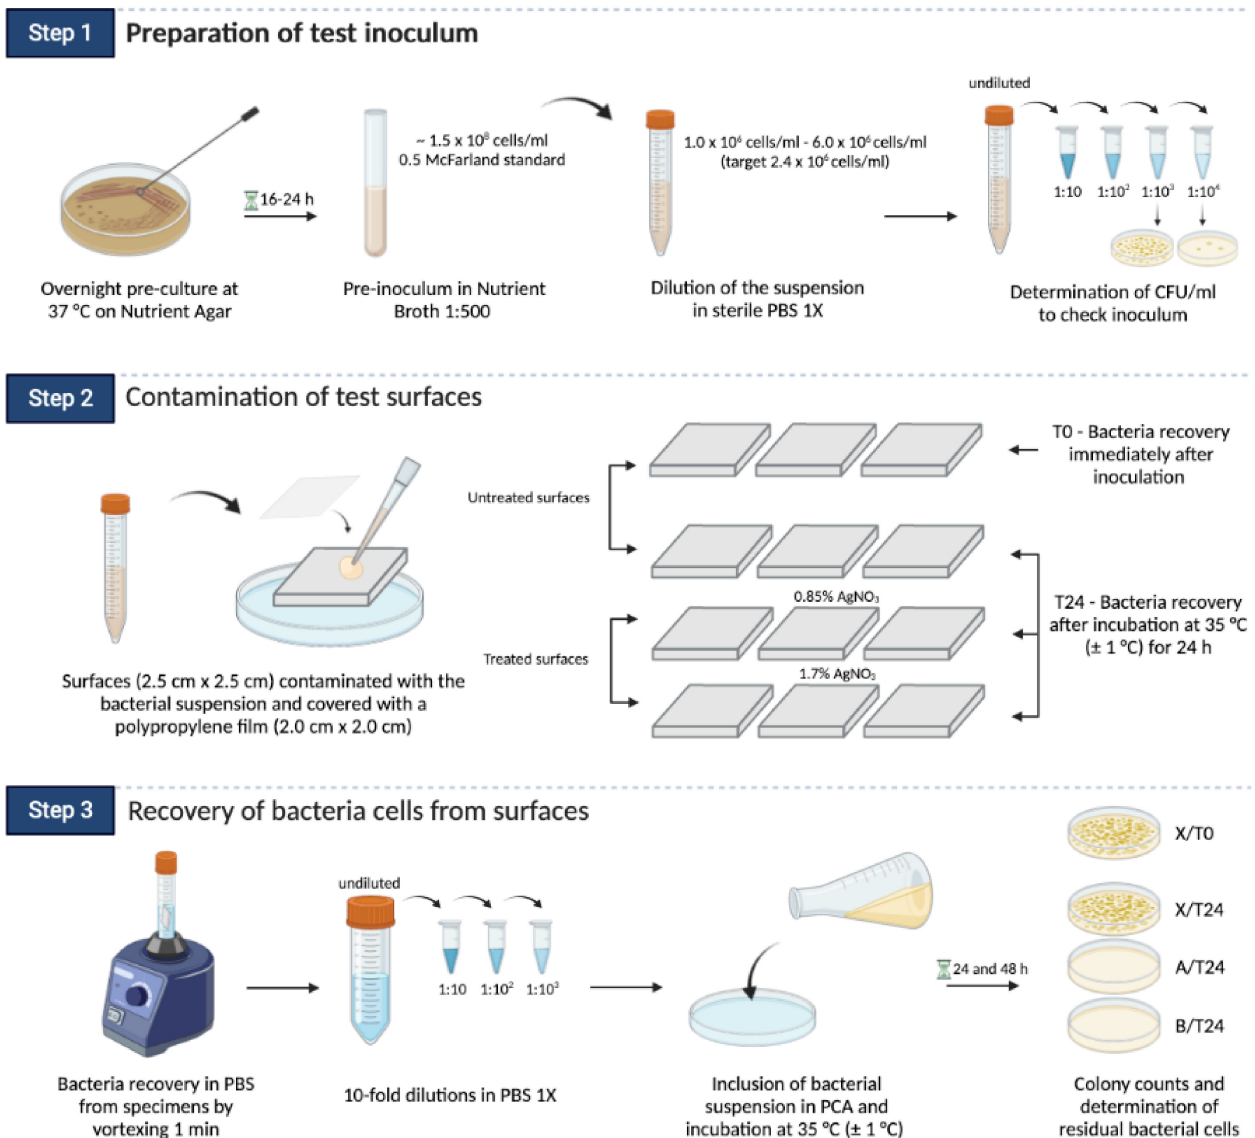 Step 1
Preparation of test inoculum
16-24 h
~ 1.5 x 10⁸ cells/ml
0.5 McFarland standard
1.0 x 10⁶ cells/ml - 6.0 x 10⁶ cells/ml
(target 2.4 x 10⁶ cells/ml)
undiluted
1:10
1:10²
1:10³
1:10⁴
Overnight pre-culture at
37 °C on Nutrient Agar
Pre-inoculum in Nutrient
Broth 1:500
Dilution of the suspension
in sterile PBS 1X
Determination of CFU/ml
to check inoculum
Step 2
Contamination of test surfaces
Surfaces (2.5 cm x 2.5 cm) contaminated with the
bacterial suspension and covered with a
polypropylene film (2.0 cm x 2.0 cm)
Untreated surfaces
Treated surfaces
0.85% AgNO₃
1.7% AgNO₃
T0 - Bacteria recovery
immediately after
inoculation
T24 - Bacteria recovery
after incubation at 35 °C
(± 1 °C) for 24 h
Step 3
Recovery of bacteria cells from surfaces
undiluted
1:10
1:10²
1:10³
24 and 48 h
X/T0
X/T24
A/T24
B/T24
Bacteria recovery in PBS
from specimens by
vortexing 1 min
10-fold dilutions in PBS 1X
Inclusion of bacterial
suspension in PCA and
incubation at 35 °C (± 1 °C)
Colony counts and
determination of
residual bacterial cells